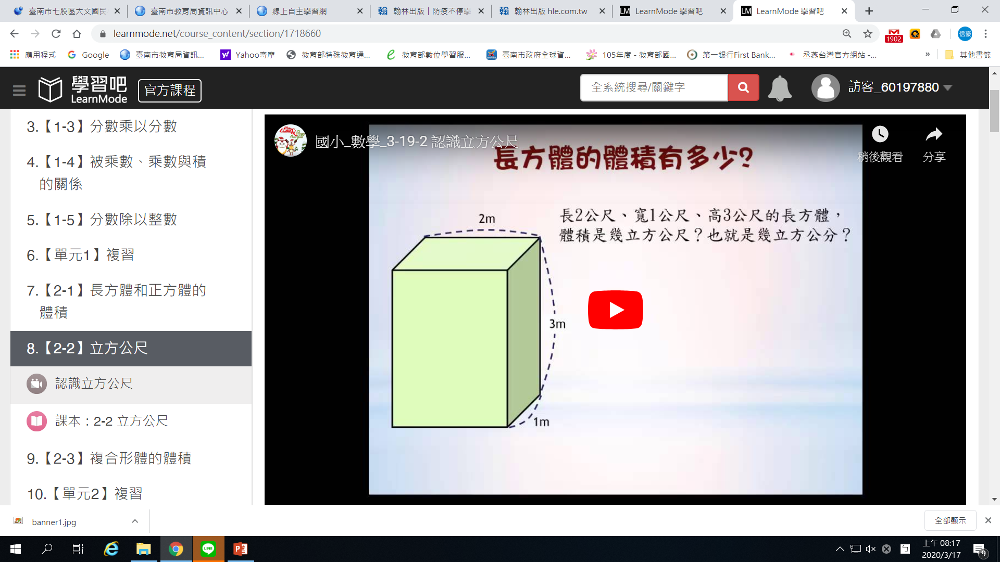 臺南市七股區大文國民
臺南市教育局資訊中心
線上自主學習網
翰林出版 | 防疫不停學
翰林出版 hle.com.tw
LearnMode 學習吧
LearnMode 學習吧
learnmode.net/course_content/section/1718660
1902
信豪
應用程式
Google
臺南市教育局資訊...
Yahoo奇摩
教育部特殊教育通...
教育部數位學習服...
臺南市政府全球資...
105年度 - 教育部國...
第一銀行First Bank...
丞燕台灣官方網站 -...
其他書籤
學習吧
LearnMode
官方課程
全系統搜尋/關鍵字
訪客_60197880
3.【1-3】分數乘以分數
4.【1-4】被乘數、乘數與積
的關係
5.【1-5】分數除以整數
6.【單元1】複習
7.【2-1】長方體和正方體的
體積
8.【2-2】立方公尺
認識立方公尺
課本：2-2 立方公尺
9.【2-3】複合形體的體積
10.【單元2】複習
國小_數學_3-19-2 認識立方公尺
稍後觀看
分享
長方體的體積有多少?
長2公尺、寬1公尺、高3公尺的長方體，
體積是幾立方公尺？也就是幾立方公分？
2m
3m
1m
banner1.jpg
全部顯示
LINE
上午 08:17
2020/3/17
9